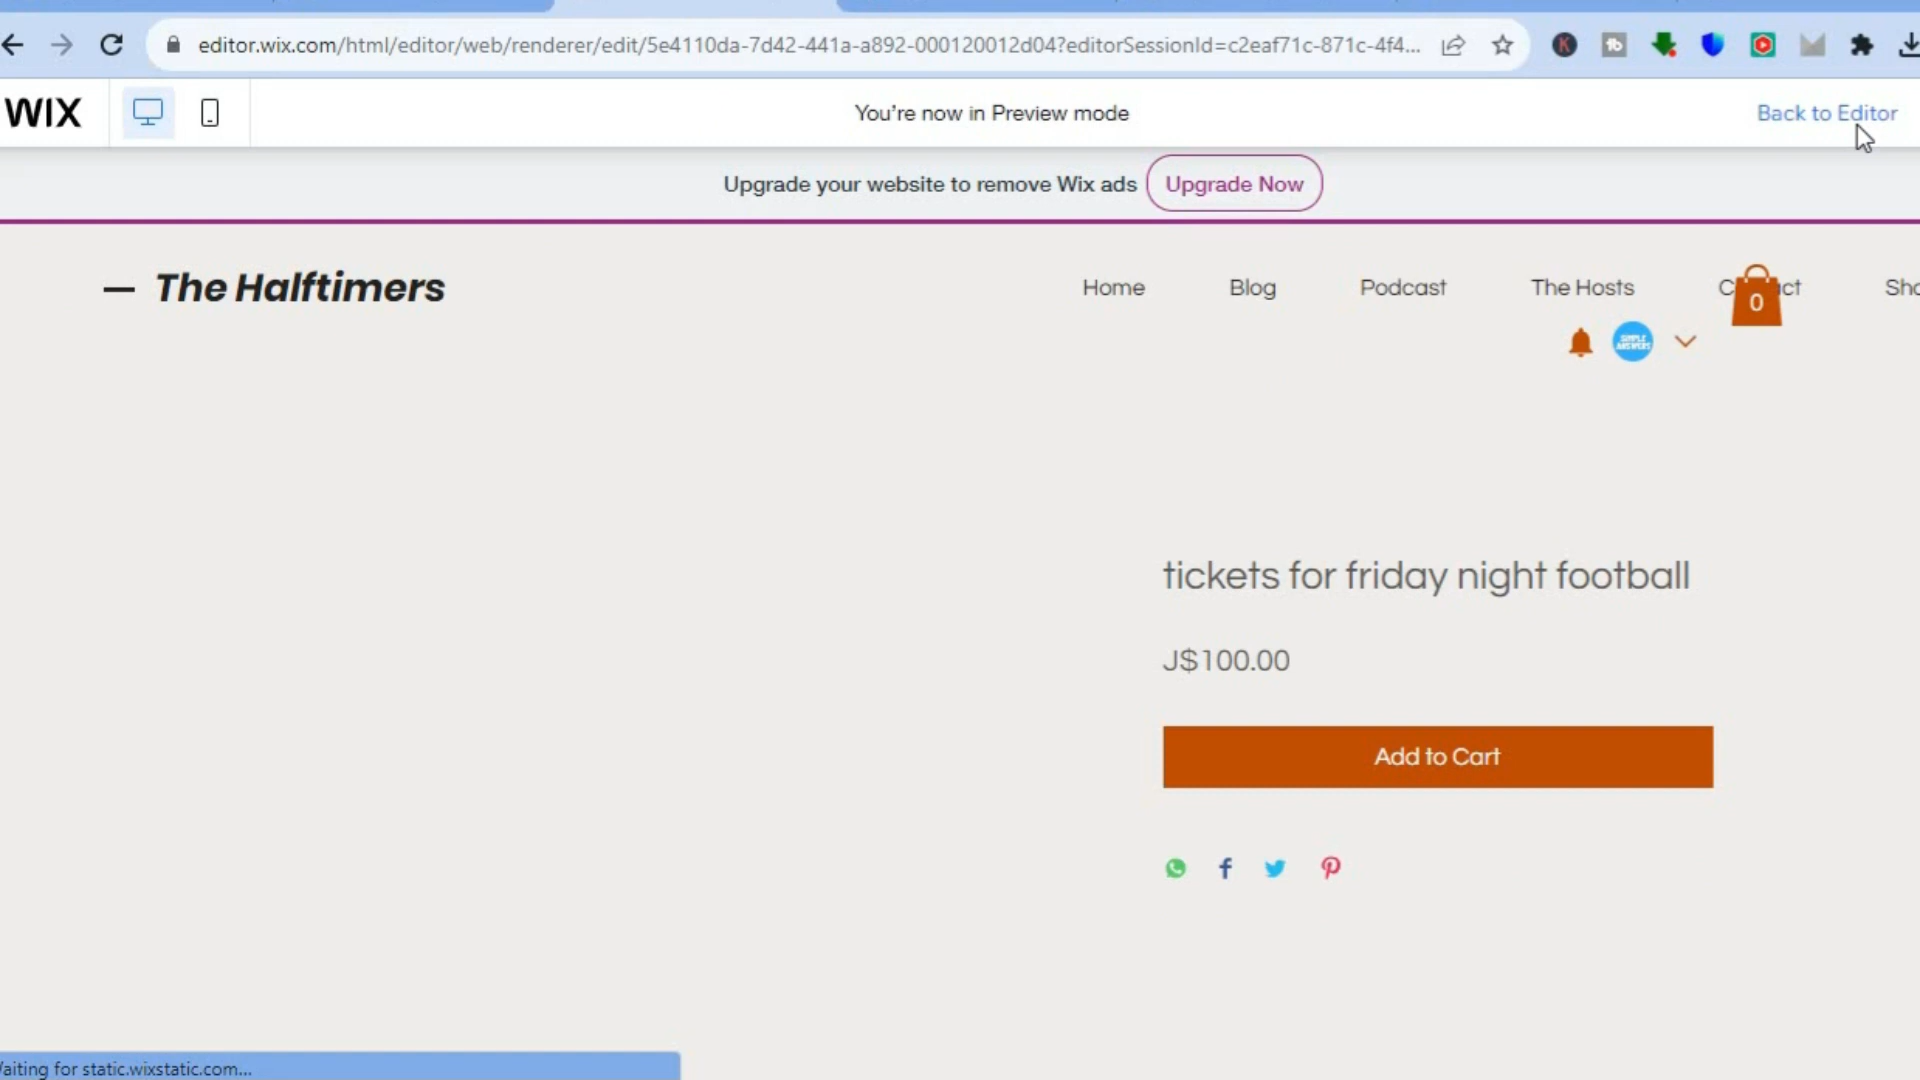 editor.wix.com/html/editor/web/renderer/edit/5e4110da-7d42-441a-a892-000120012d04?editorSessionId=c2eaf71c-871c-4f4...
WIX
You're now in Preview mode
Back to Editor
Upgrade your website to remove Wix ads
Upgrade Now
— The Halftimers
Home
Blog
Podcast
The Hosts
0
SIMPLE
ANSWERS
tickets for friday night football
J$100.00
Add to Cart
for static.wixstatic.com...